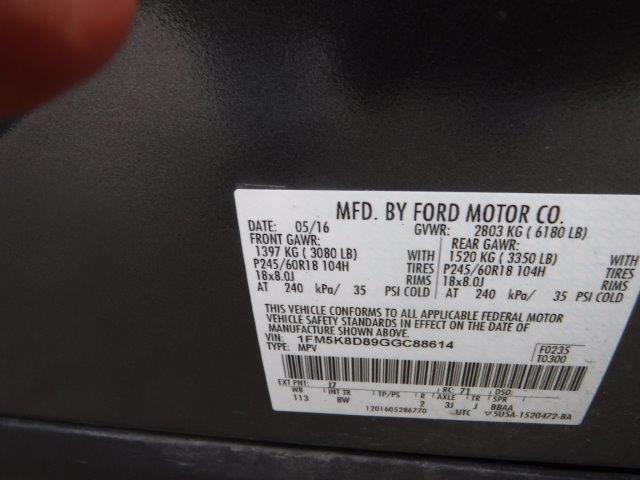 MFD. BY FORD MOTOR CO.
DATE: 05/16 GVWR: 2803 KG ( 6180 LB)
FRONT GAWR: REAR GAWR:
1397 KG ( 3080 LB) WITH 1520 KG ( 3350 LB) WITH
P245/60R18 104H TIRES P245/60R18 104H TIRES
18x8.0J RIMS 18x8.0J RIMS
AT 240 kPa/ 35 PSI COLD AT 240 kPa/ 35 PSI COLD
THIS VEHICLE CONFORMS TO ALL APPLICABLE FEDERAL MOTOR
VEHICLE SAFETY STANDARDS IN EFFECT ON THE DATE OF
MANUFACTURE SHOWN ABOVE.
VIN: 1FM5K8D89GGC88614
TYPE: MPV
F0235
T0300
EXT PNT: J7 RC: 71 DSO:
WB INT TR TP/PS R AXLE TR SPR
113 BW 2 3J J BBAA
1201605286770 UTC 5U5A-1520472-BA